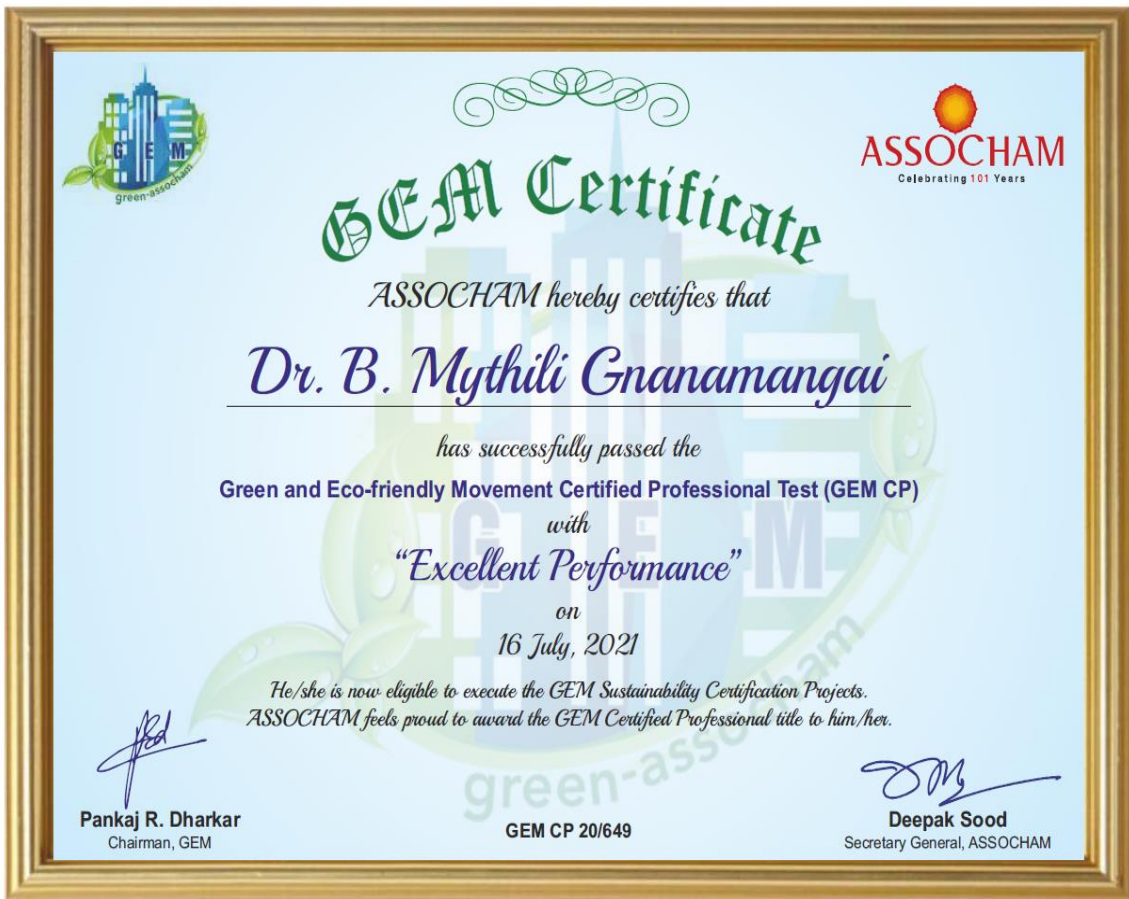 G E M
green-assocham
ASSOCHAM
Celebrating 101 Years
GEM Certificate
ASSOCHAM hereby certifies that
Dr. B. Mythili Gnanamangai
has successfully passed the
Green and Eco-friendly Movement Certified Professional Test (GEM CP)
with
“Excellent Performance”
on
16 July, 2021
He/she is now eligible to execute the GEM Sustainability Certification Projects.
ASSOCHAM feels proud to award the GEM Certified Professional title to him/her.
G E M
green-assocham
Pankaj R. Dharkar
Chairman, GEM
GEM CP 20/649
Deepak Sood
Secretary General, ASSOCHAM